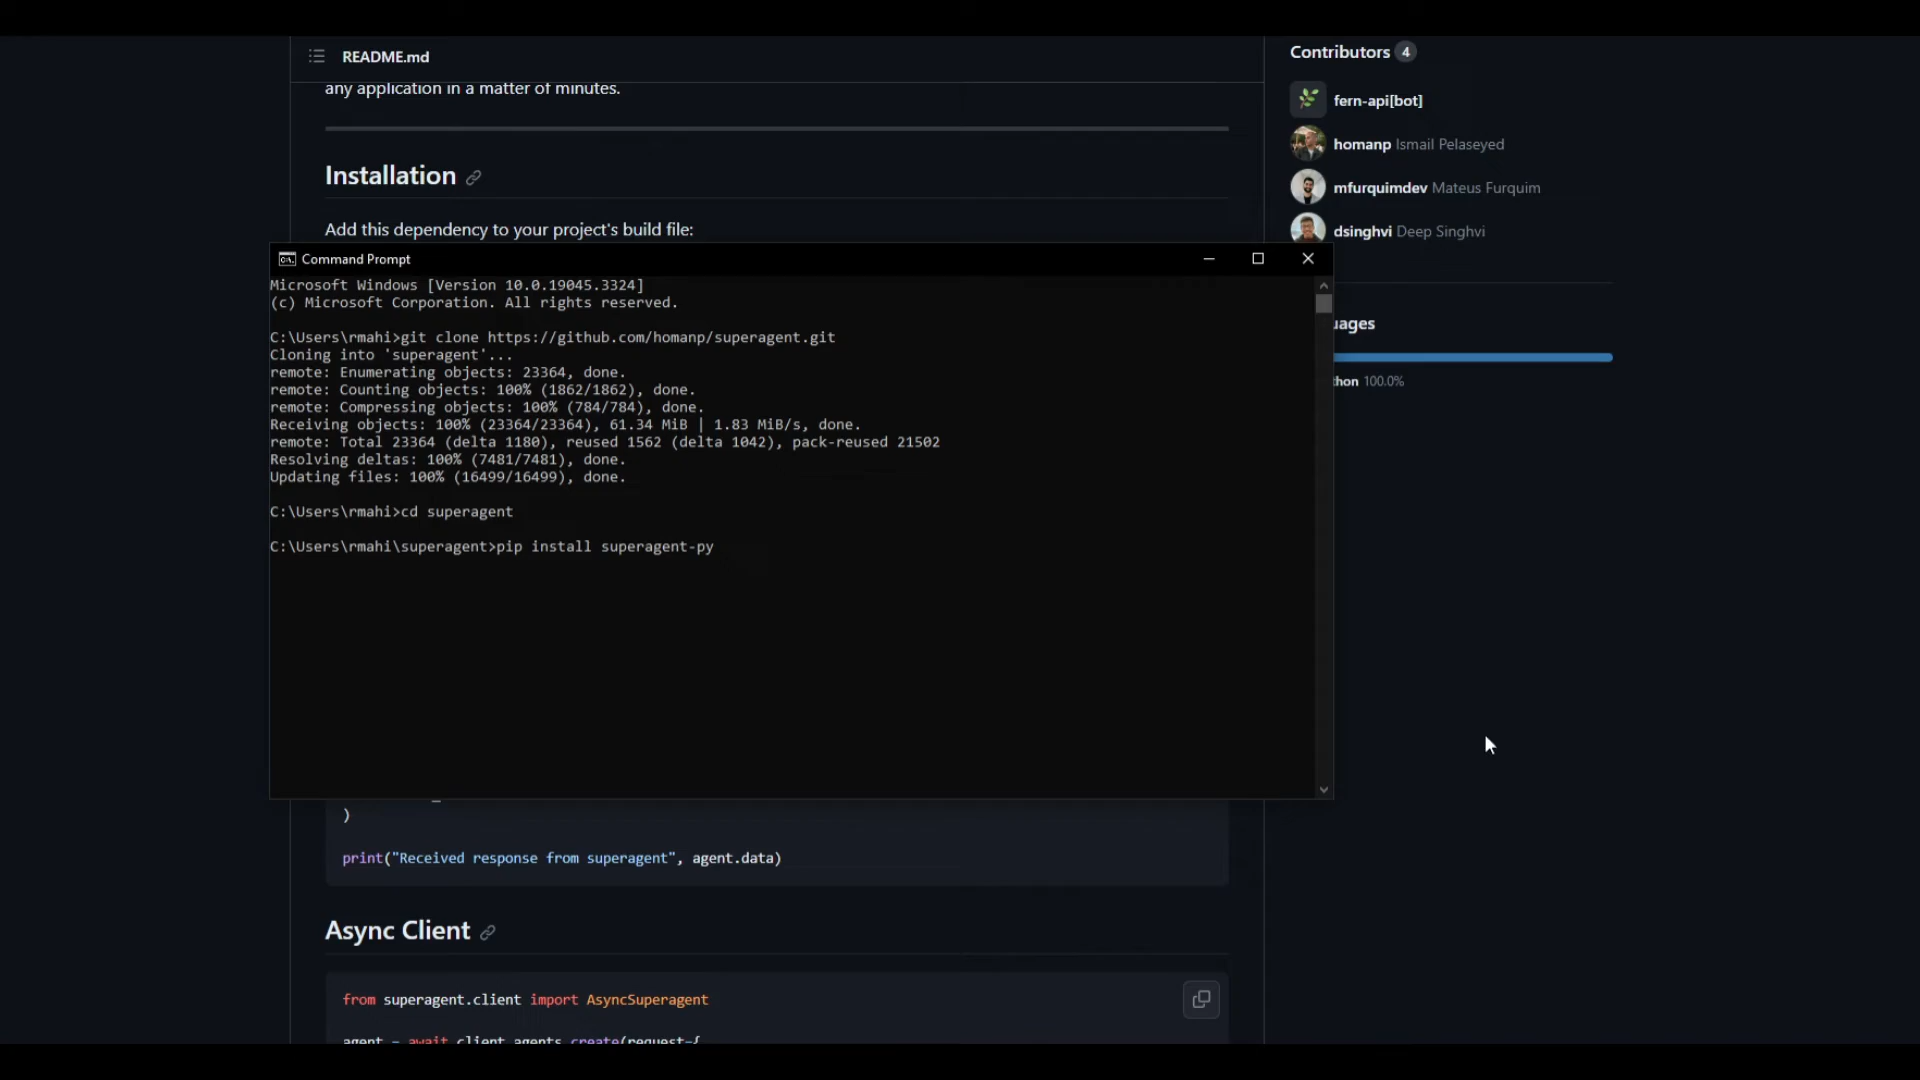 README.md
any application in a matter of minutes.
Installation
Add this dependency to your project's build file:
Contributors 4
fern-api[bot]
homanp Ismail Pelaseyed
mfurquimdev Mateus Furquim
dsinghvi Deep Singhvi
uages
thon 100.0%
Command Prompt
Microsoft Windows [Version 10.0.19045.3324]
(c) Microsoft Corporation. All rights reserved.
C:\Users\rmahi>git clone https://github.com/homanp/superagent.git
Cloning into 'superagent'...
remote: Enumerating objects: 23364, done.
remote: Counting objects: 100% (1862/1862), done.
remote: Compressing objects: 100% (784/784), done.
Receiving objects: 100% (23364/23364), 61.34 MiB | 1.83 MiB/s, done.
remote: Total 23364 (delta 1180), reused 1562 (delta 1042), pack-reused 21502
Resolving deltas: 100% (7481/7481), done.
Updating files: 100% (16499/16499), done.
C:\Users\rmahi>cd superagent
C:\Users\rmahi\superagent>pip install superagent-py
)
print("Received response from superagent", agent.data)
Async Client
from superagent.client import AsyncSuperagent
agent = await client.agents.create(request={